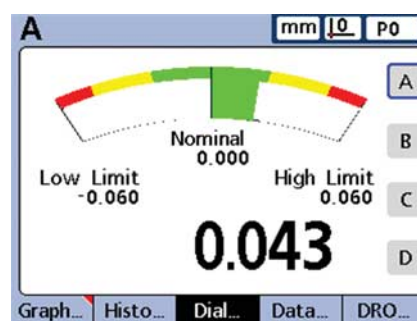 A mm 0 P0
A
Nominal
0.000
B
Low Limit High Limit
-0.060 0.060
C
0.043
D
Graph... Histo... Dial... Data... DRO...